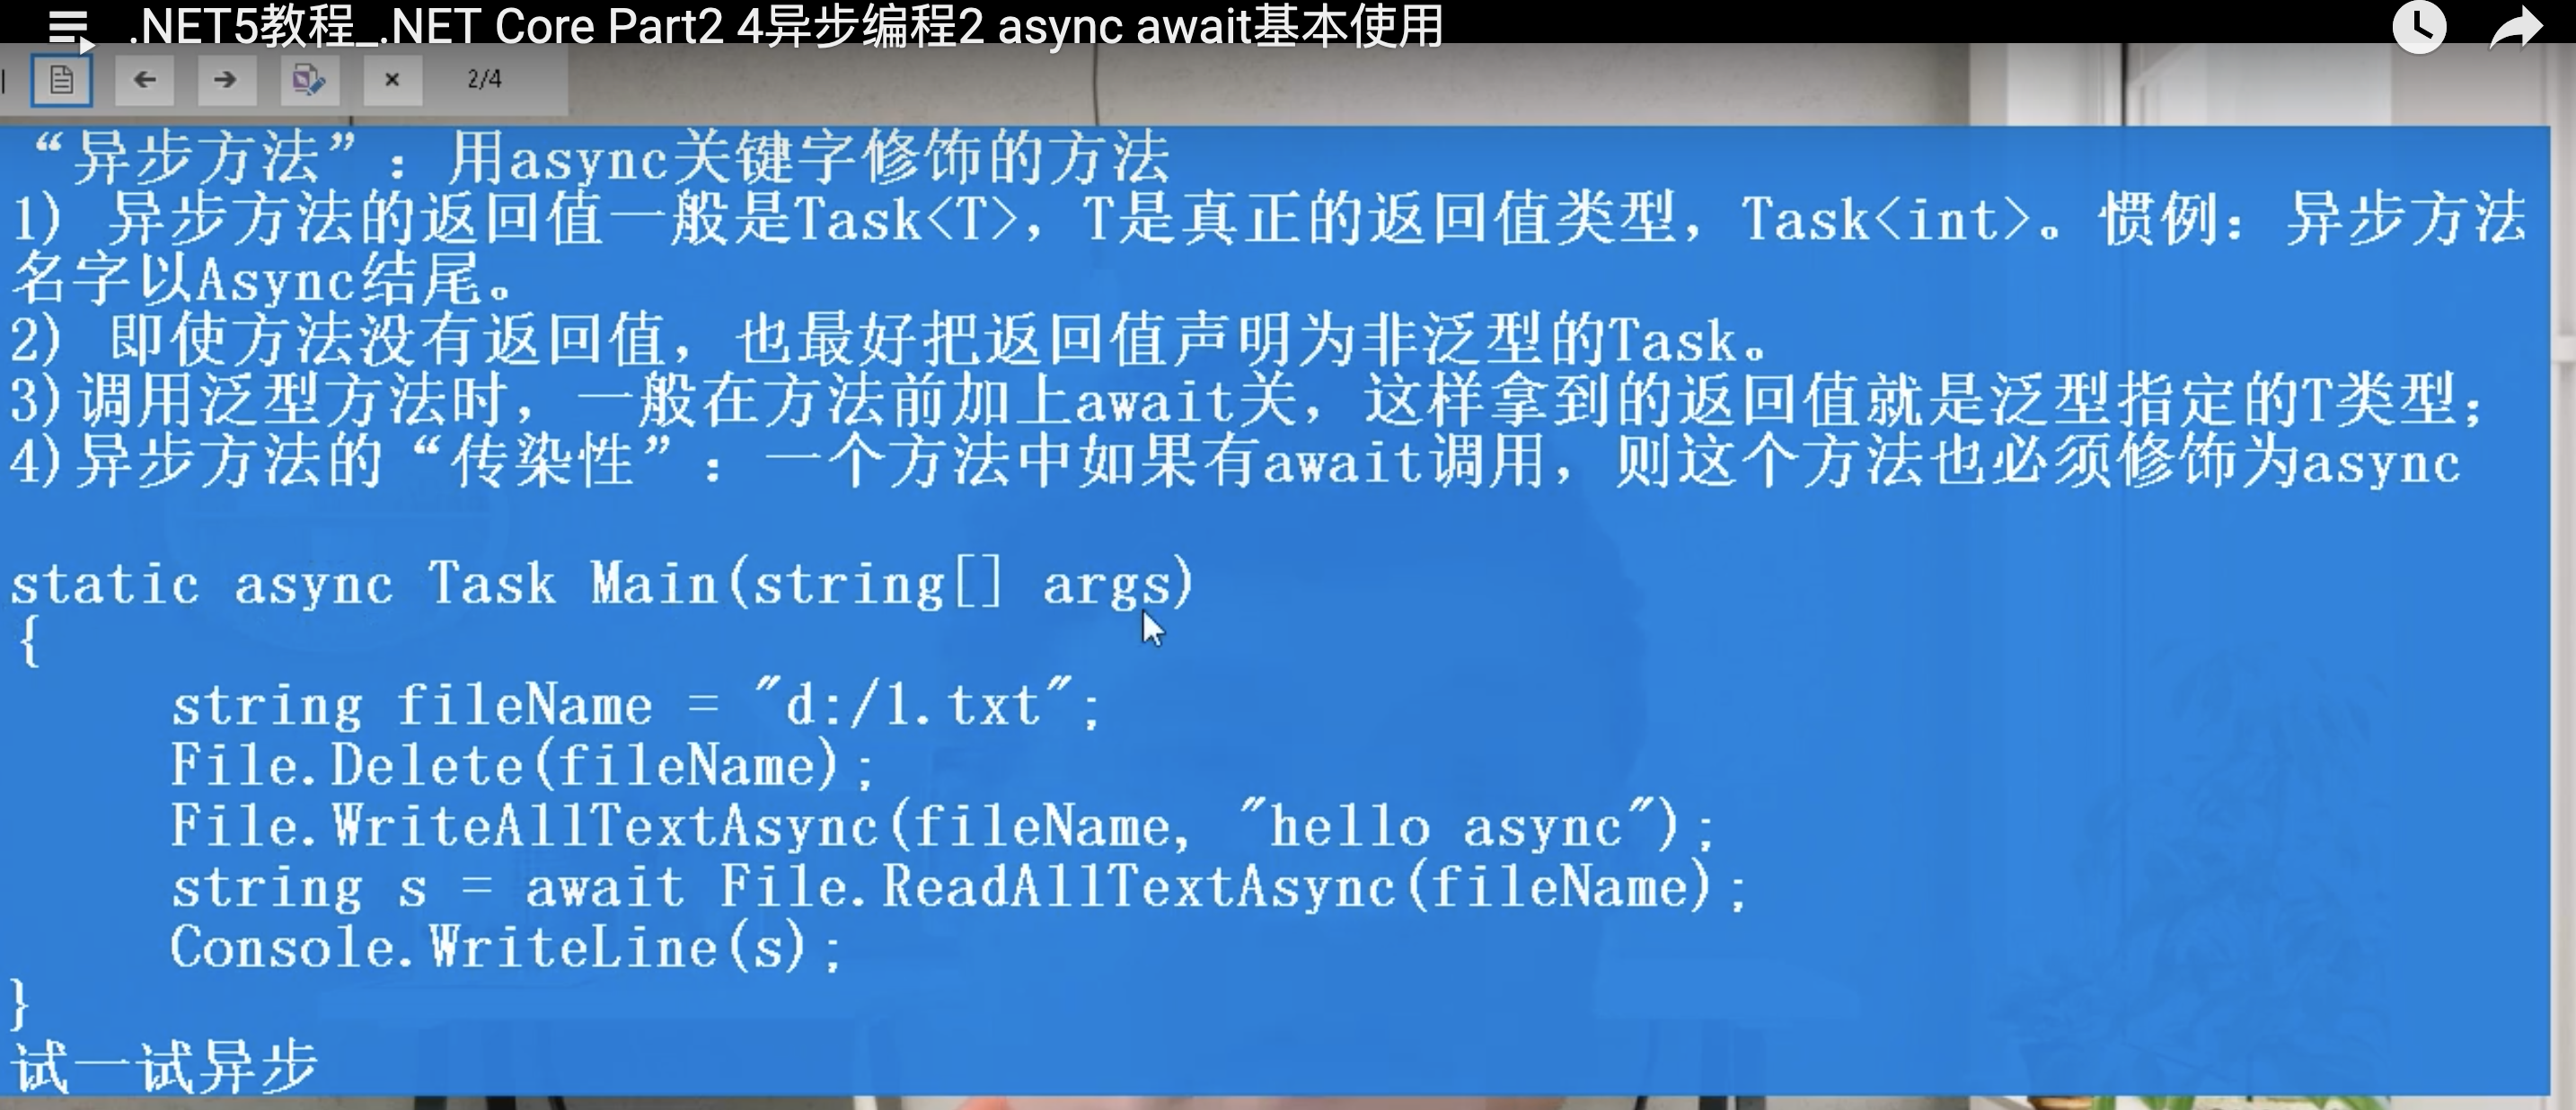 .NET5教程_.NET Core Part2 4异步编程2 async await基本使用
2/4
“异步方法”：用async关键字修饰的方法
1) 异步方法的返回值一般是Task<T>，T是真正的返回值类型，Task<int>。惯例：异步方法
名字以Async结尾。
2) 即使方法没有返回值，也最好把返回值声明为非泛型的Task。
3)调用泛型方法时，一般在方法前加上await关，这样拿到的返回值就是泛型指定的T类型；
4)异步方法的“传染性”：一个方法中如果有await调用，则这个方法也必须修饰为async
static async Task Main(string[] args)
{
string fileName = "d:/1.txt";
File.Delete(fileName);
File.WriteAllTextAsync(fileName, "hello async");
string s = await File.ReadAllTextAsync(fileName);
Console.WriteLine(s);
}
试一试异步